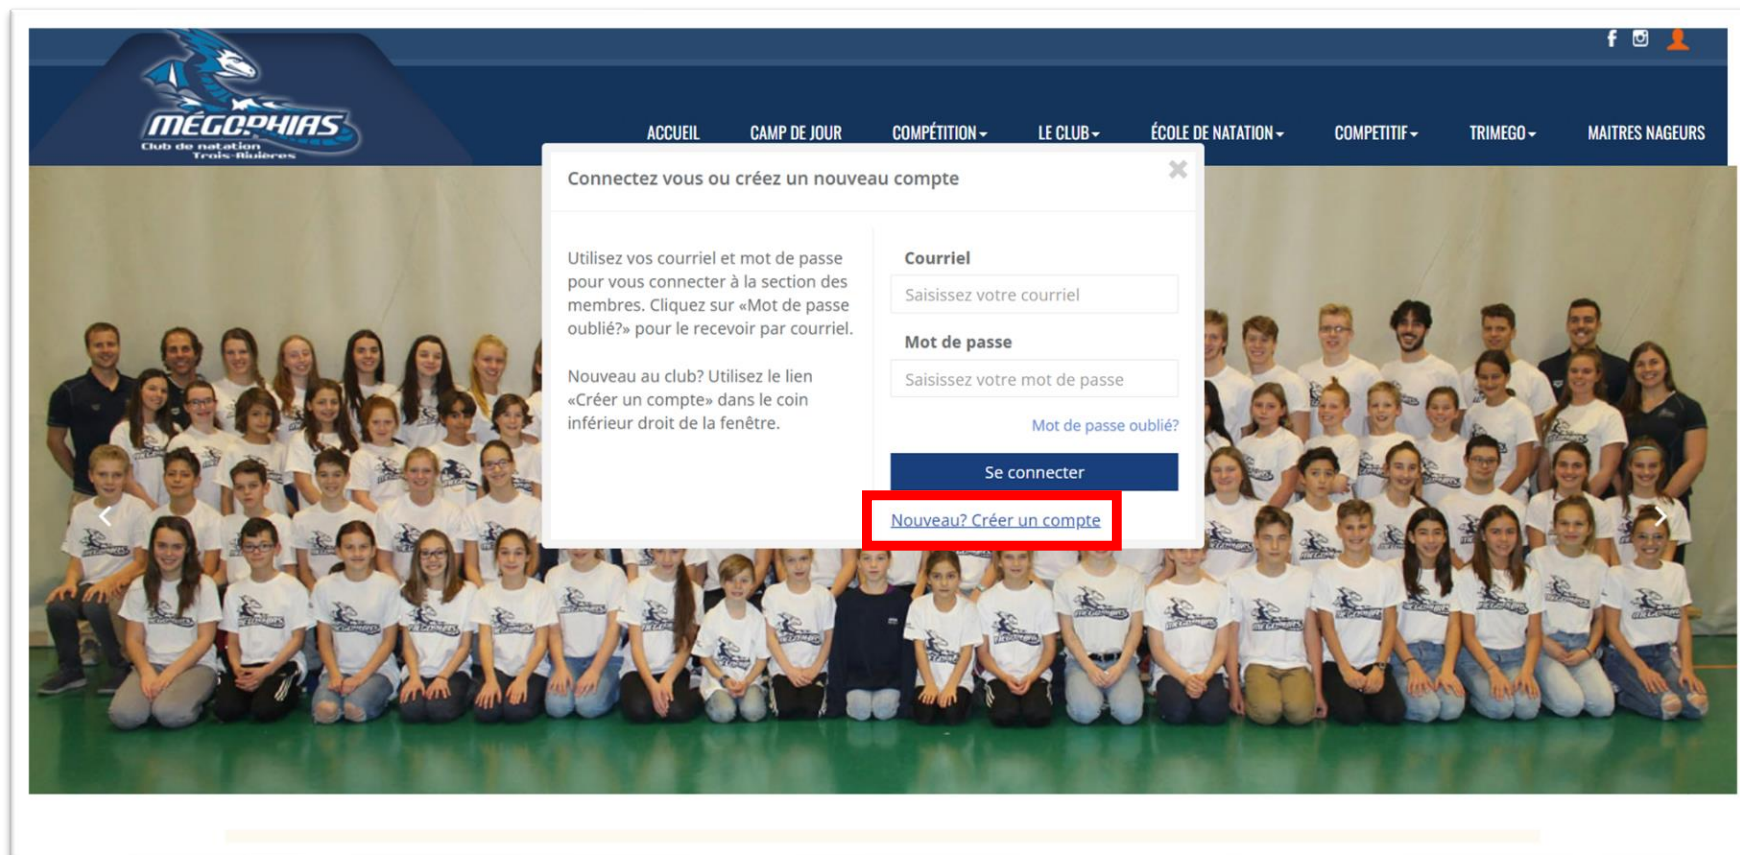 MÉGOPHIAS
Club de natation
Trois-Rivières
ACCUEIL CAMP DE JOUR COMPÉTITION LE CLUB ÉCOLE DE NATATION COMPETITIF TRIMEGO MAITRES NAGEURS
Connectez vous ou créez un nouveau compte
Utilisez vos courriel et mot de passe
pour vous connecter à la section des
membres. Cliquez sur «Mot de passe
oublié?» pour le recevoir par courriel.
Nouveau au club? Utilisez le lien
«Créer un compte» dans le coin
inférieur droit de la fenêtre.
Courriel
Saisissez votre courriel
Mot de passe
Saisissez votre mot de passe
Mot de passe oublié?
Se connecter
Nouveau? Créer un compte